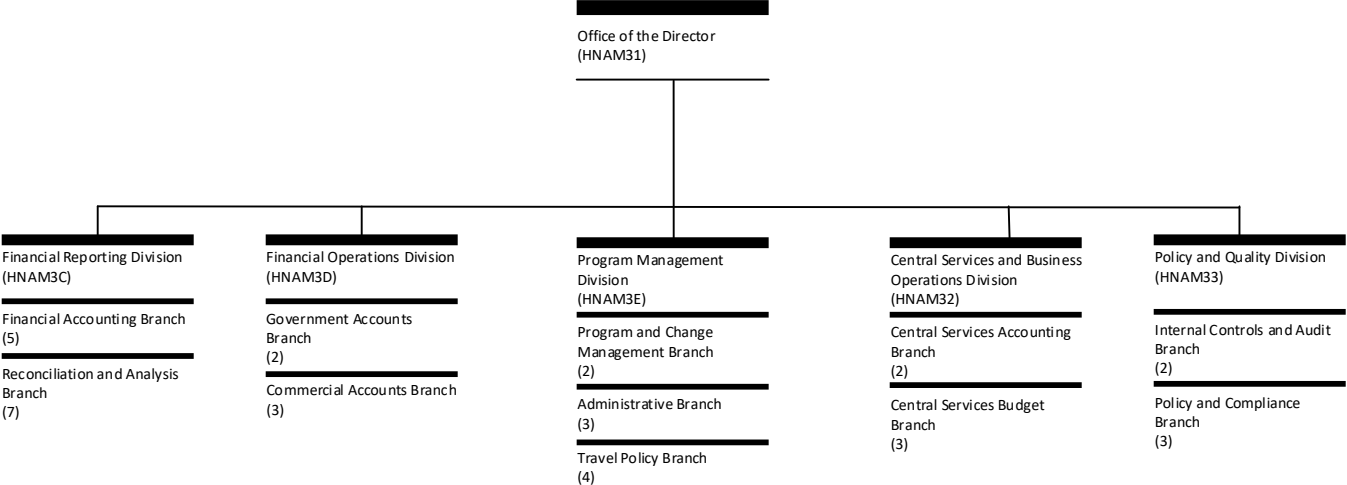 Office of the Director
(HNAM31)
Financial Reporting Division
(HNAM3C)
Financial Accounting Branch
(5)
Reconciliation and Analysis
Branch
(7)
Financial Operations Division
(HNAM3D)
Government Accounts
Branch
(2)
Commercial Accounts Branch
(3)
Program Management
Division
(HNAM3E)
Program and Change
Management Branch
(2)
Administrative Branch
(3)
Travel Policy Branch
(4)
Central Services and Business
Operations Division
(HNAM32)
Central Services Accounting
Branch
(2)
Central Services Budget
Branch
(3)
Policy and Quality Division
(HNAM33)
Internal Controls and Audit
Branch
(2)
Policy and Compliance
Branch
(3)